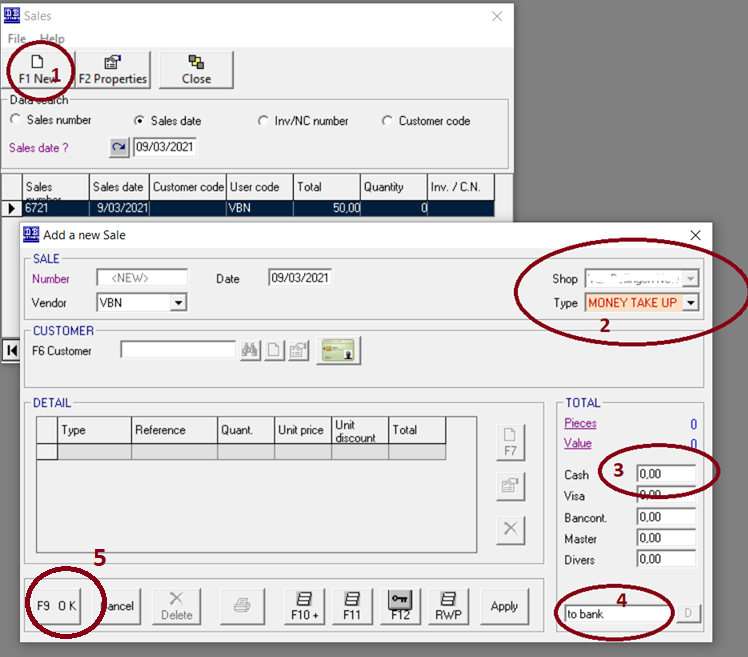 Sales
File Help
F1 New 1 F2 Properties Close
Data search
Sales number Sales date Inv/NC number Customer code
Sales date ? 09/03/2021
Sales number Sales date Customer code User code Total Quantity Inv. / C.N.
6721 9/03/2021 VBN 50,00 0
Add a new Sale
SALE
Number <NEW> Date 09/03/2021 Shop
Vendor VBN Type MONEY TAKE UP
2
CUSTOMER
F6 Customer
DETAIL TOTAL
Type Reference Quant. Unit price Unit discount Total
Pieces 0
F7
Value 0
3
Cash 0,00
Visa 0,00
Bancont. 0,00
Master 0,00
Divers 0,00
5
4
F9 O K Cancel Delete F10 + F11 F12 RWP Apply
to bank D